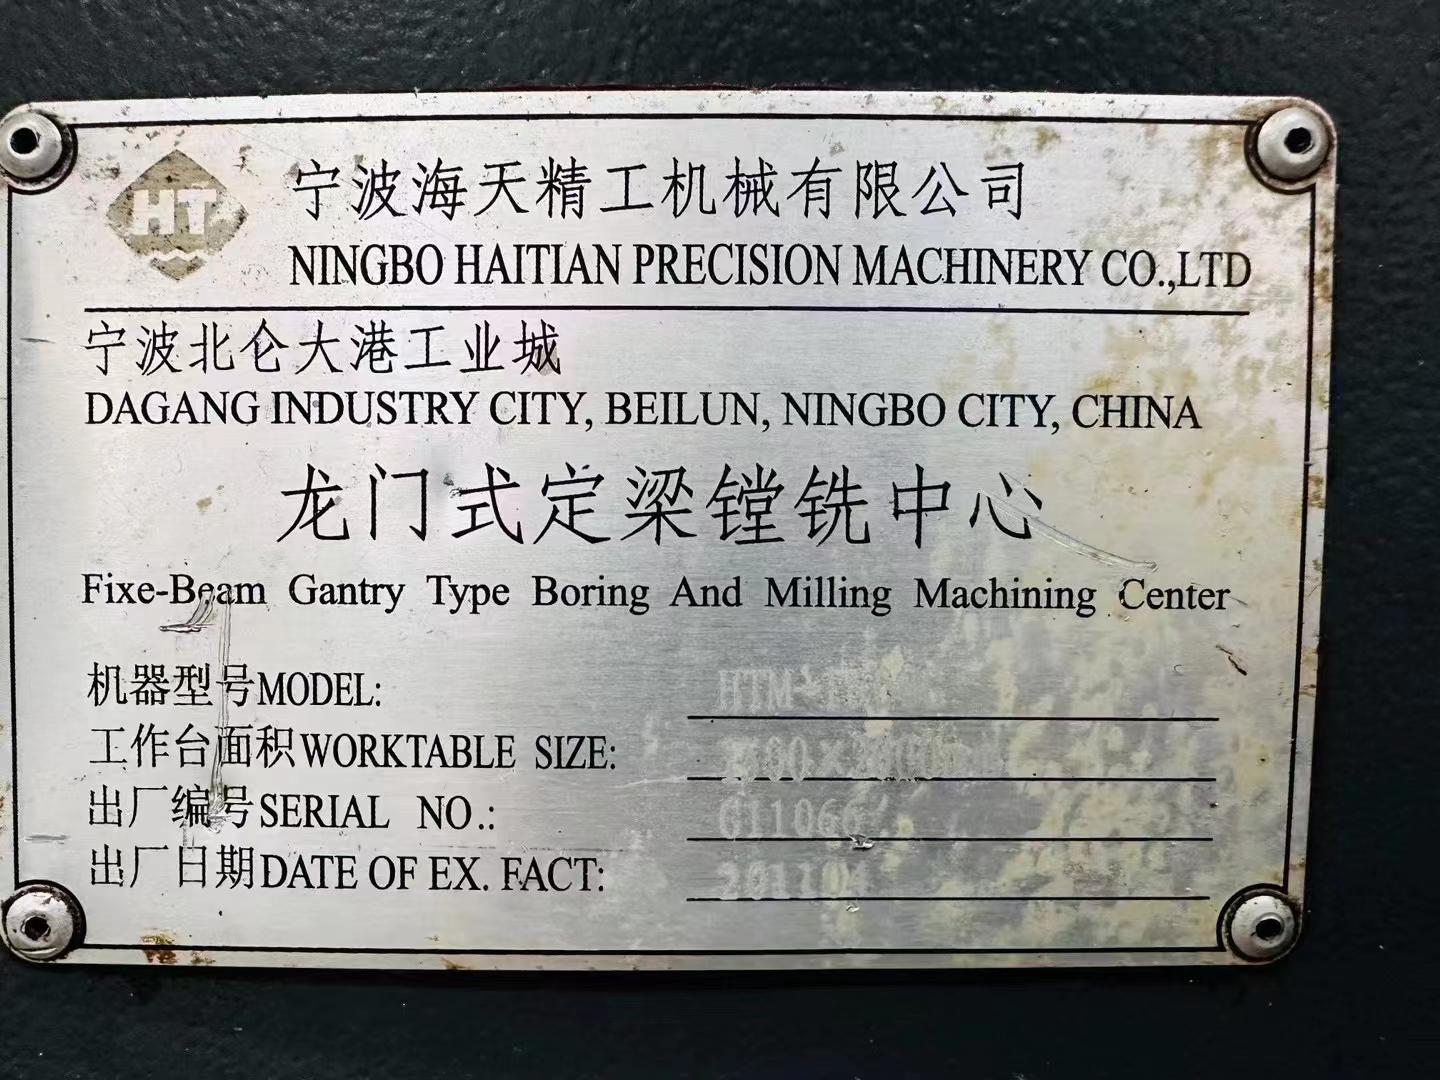 HT
宁波海天精工机械有限公司
NINGBO HAITIAN PRECISION MACHINERY CO.,LTD
宁波北仑大港工业城
DAGANG INDUSTRY CITY, BEILUN, NINGBO CITY, CHINA
龙门式定梁镗铣中心
Fixe-Beam Gantry Type Boring And Milling Machining Center
机器型号MODEL:
工作台面积WORKTABLE SIZE:
出厂编号SERIAL NO.: G11066
出厂日期DATE OF EX. FACT: 201104